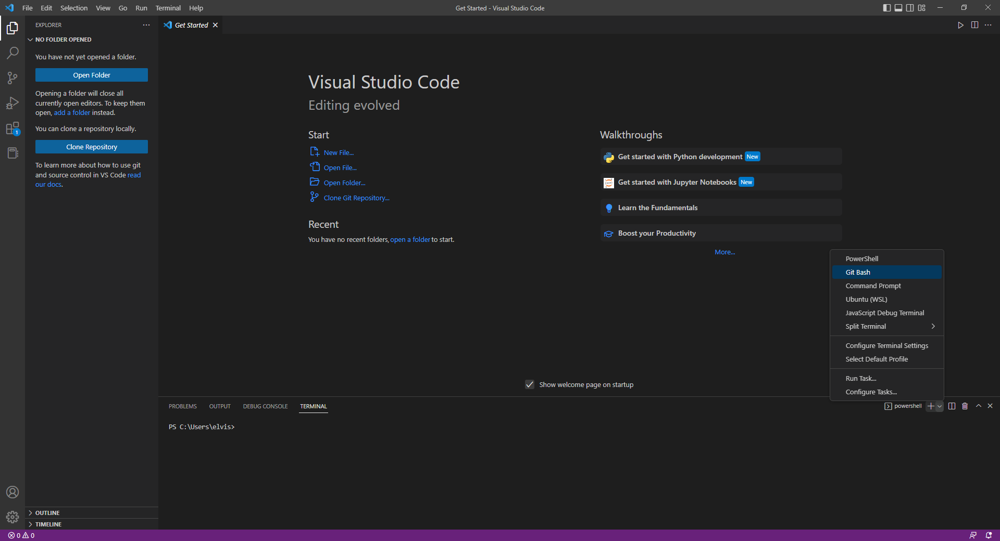 File Edit Selection View Go Run Terminal Help
Get Started - Visual Studio Code
EXPLORER
NO FOLDER OPENED
You have not yet opened a folder.
Open Folder
Opening a folder will close all
currently open editors. To keep them
open, add a folder instead.
You can clone a repository locally.
Clone Repository
To learn more about how to use git
and source control in VS Code read
our docs.
1
OUTLINE
TIMELINE
Get Started
Visual Studio Code
Editing evolved
Start
New File...
Open File...
Open Folder...
Clone Git Repository...
Recent
You have no recent folders, open a folder to start.
Walkthroughs
Get started with Python development New
Get started with Jupyter Notebooks New
Learn the Fundamentals
Boost your Productivity
More...
Show welcome page on startup
PowerShell
Git Bash
Command Prompt
Ubuntu (WSL)
JavaScript Debug Terminal
Split Terminal
Configure Terminal Settings
Select Default Profile
Run Task...
Configure Tasks...
PROBLEMS OUTPUT DEBUG CONSOLE TERMINAL
powershell
PS C:\Users\elvis>
0 0